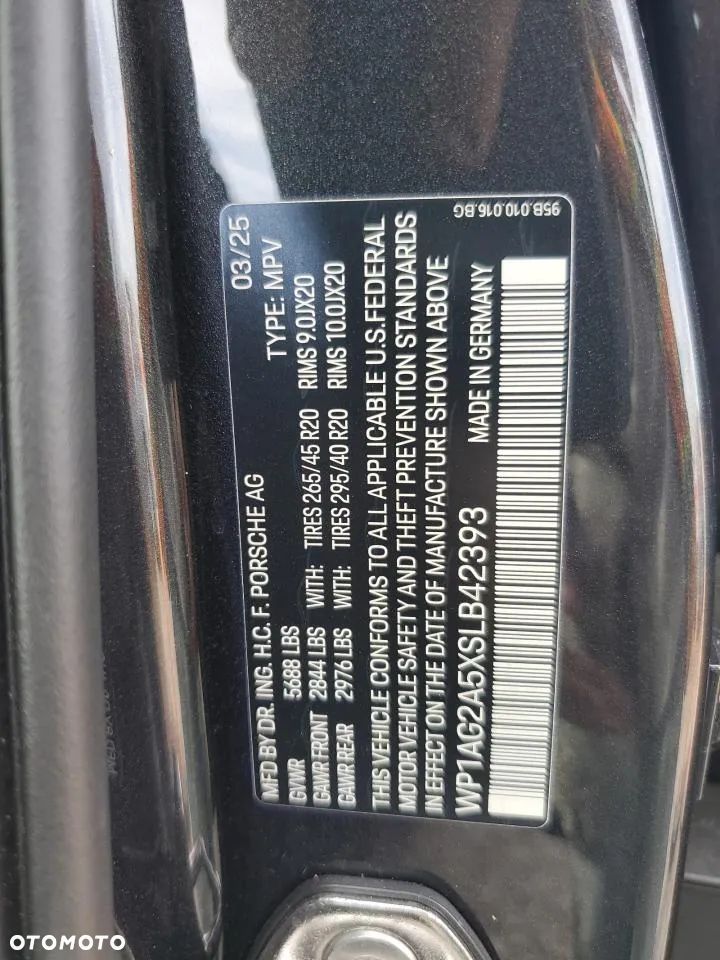 MFD BY DR. ING. H.C. F. PORSCHE AG 03/25
GVWR 5688 LBS TYPE: MPV
GAWR FRONT 2844 LBS WITH: TIRES 265/45 R20 RIMS 9.0JX20
GAWR REAR 2976 LBS WITH: TIRES 295/40 R20 RIMS 10.0JX20
THIS VEHICLE CONFORMS TO ALL APPLICABLE U.S.FEDERAL
MOTOR VEHICLE SAFETY AND THEFT PREVENTION STANDARDS
IN EFFECT ON THE DATE OF MANUFACTURE SHOWN ABOVE
WP1AG2A5XSLB42393 MADE IN GERMANY
95B.010.016.BG
OTOMOTO